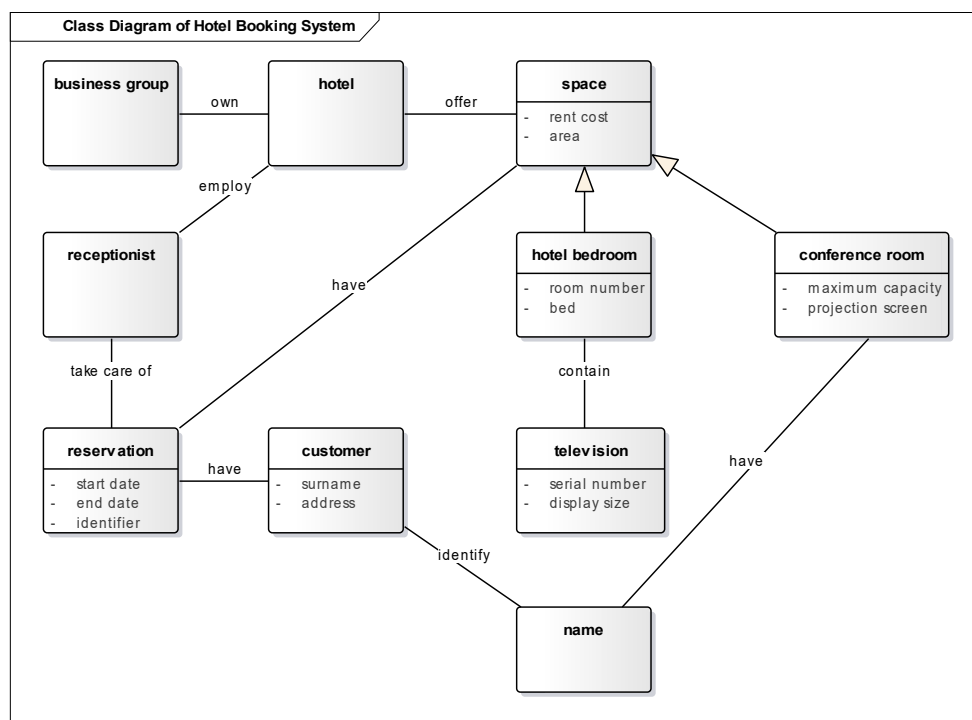 Class Diagram of Hotel Booking System
business group
own
hotel
offer
space
- rent cost
- area
employ
receptionist
have
hotel bedroom
- room number
- bed
conference room
- maximum capacity
- projection screen
take care of
contain
reservation
- start date
- end date
- identifier
have
customer
- surname
- address
television
- serial number
- display size
have
identify
name